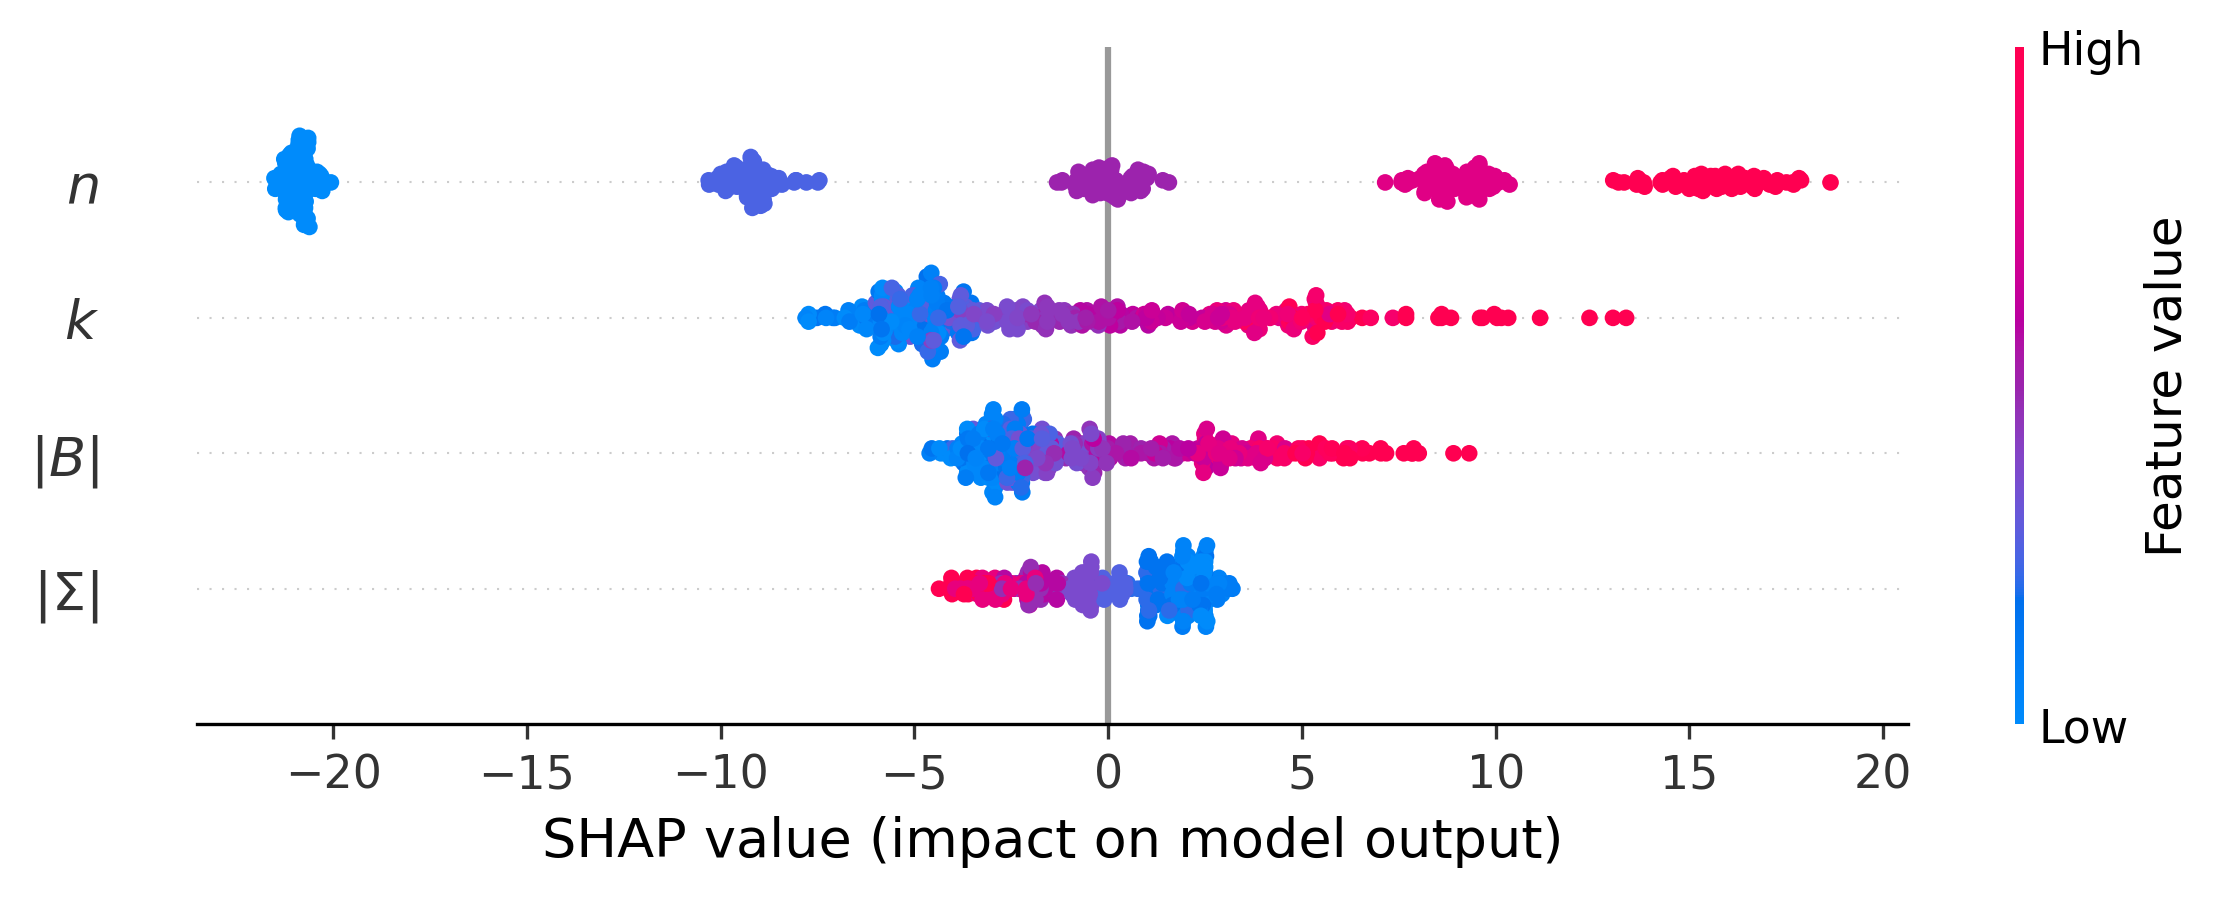 High
n
k
|B|
|Σ|
Feature value
Low
−20 −15 −10 −5 0 5 10 15 20
SHAP value (impact on model output)